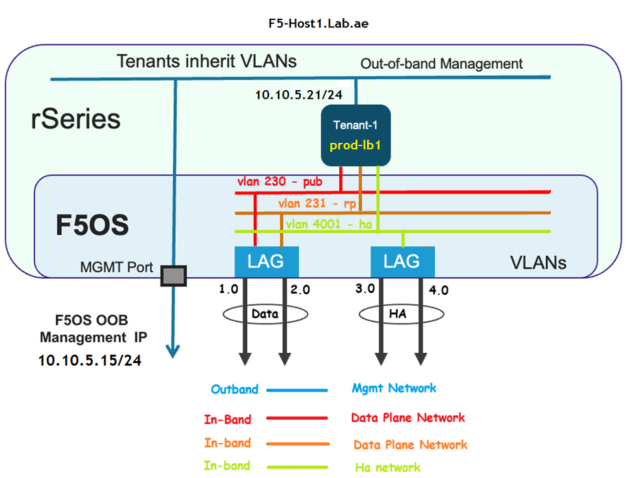 F5-Host1.Lab.ae
Tenants inherit VLANs
Out-of-band Management
10.10.5.21/24
rSeries
Tenant-1
prod-lb1
vlan 230 - pub
vlan 231 - rp
vlan 4001 - ha
F5OS
LAG
LAG
VLANs
MGMT Port
1.0
2.0
3.0
4.0
Data
HA
F5OS OOB
Management IP
10.10.5.15/24
Outband
Mgmt Network
In-Band
Data Plane Network
In-band
Data Plane Network
In-band
Ha network